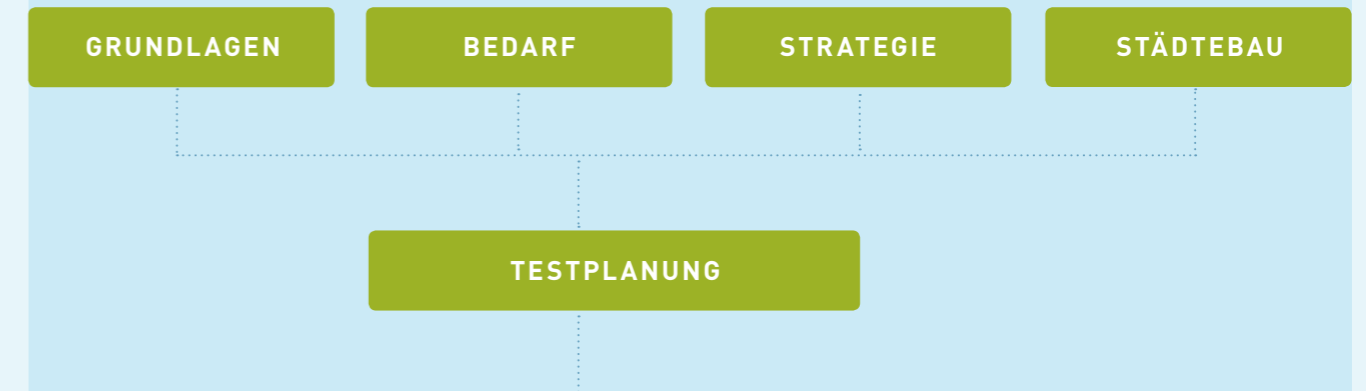 GRUNDLAGEN
BEDARF
STRATEGIE
STÄDTEBAU
TESTPLANUNG